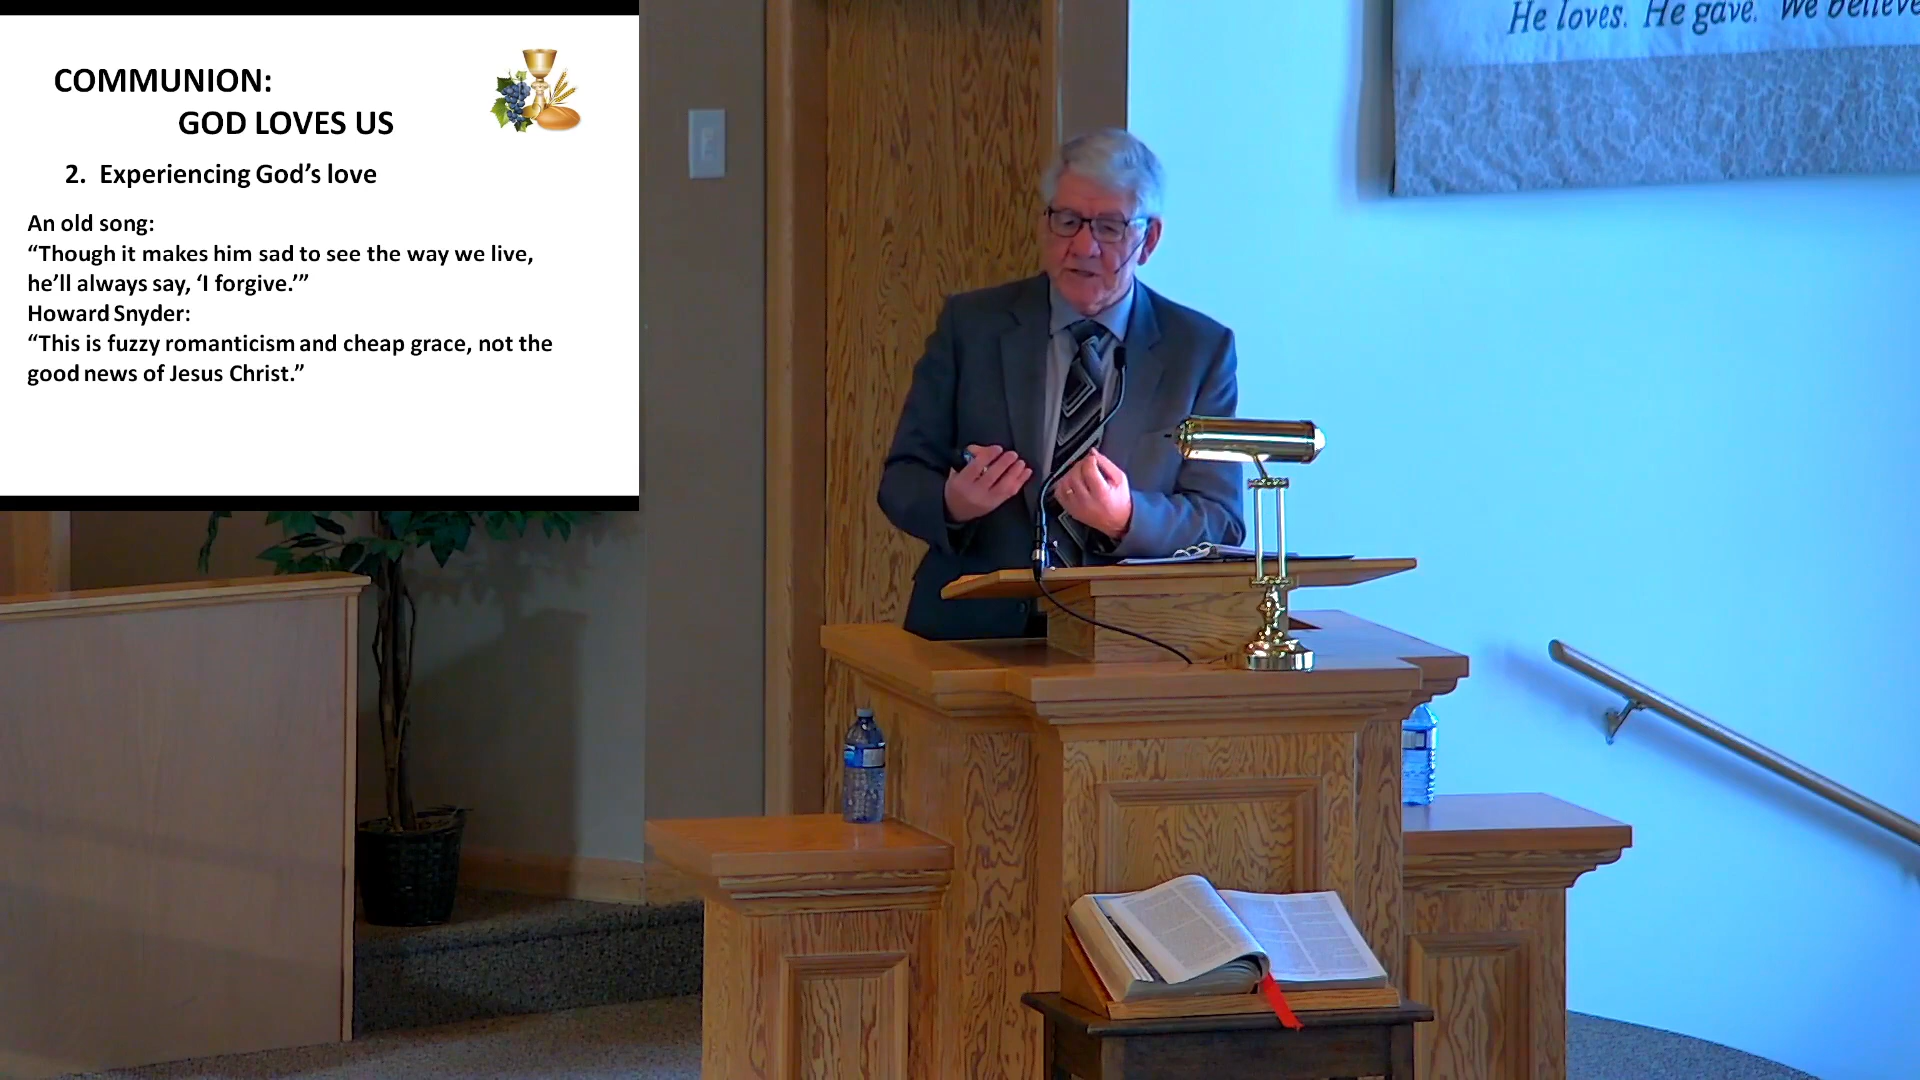 COMMUNION:
GOD LOVES US
2. Experiencing God's love
An old song:
“Though it makes him sad to see the way we live,
he'll always say, ‘I forgive.’”
Howard Snyder:
“This is fuzzy romanticism and cheap grace, not the
good news of Jesus Christ.”
He loves. He gave. We believe